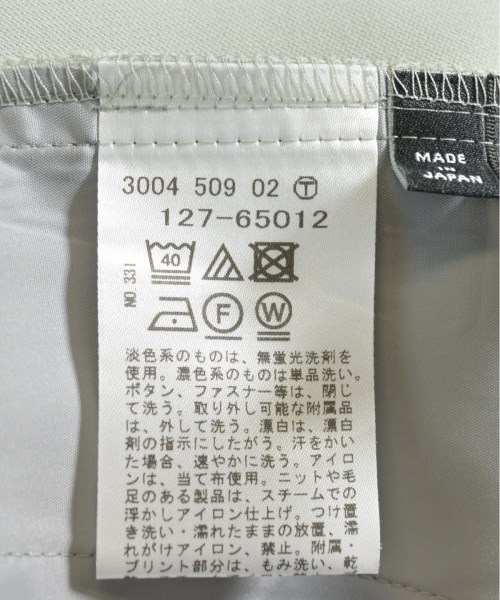 3004 509 02 Ⓣ
127-65012
MADE
IN
JAPAN
NO.331
40
F W
淡色系のものは、無蛍光洗剤を
使用。濃色系のものは単品洗い。
ボタン、ファスナー等は、閉じ
て洗う。取り外し可能な附属品
は、外して洗う。漂白は、漂白
剤の指示にしたがう。汗をかい
た場合、速やかに洗う。アイロ
ンは、当て布使用。ニットや毛
足のある製品は、スチームでの
浮かしアイロン仕上げ。つけ置
き洗い・濡れたままの放置、濡
れがけアイロン、禁止。附属・
プリント部分は、もみ洗い、乾